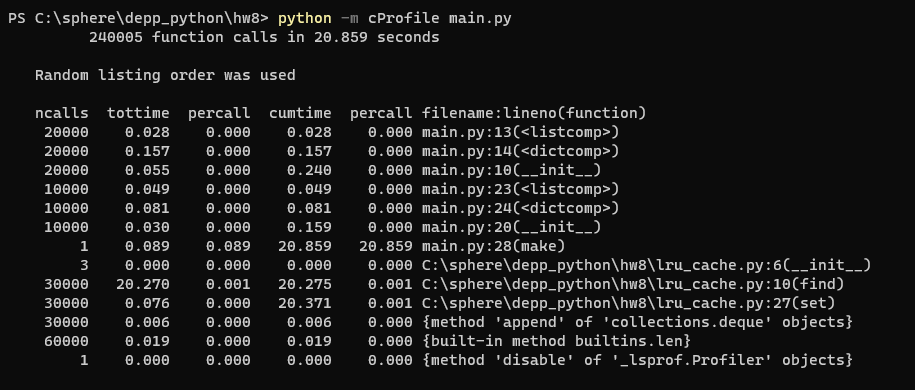 PS C:\sphere\depp_python\hw8> python -m cProfile main.py
         240005 function calls in 20.859 seconds

   Random listing order was used

   ncalls  tottime  percall  cumtime  percall filename:lineno(function)
    20000    0.028    0.000    0.028    0.000 main.py:13(<listcomp>)
    20000    0.157    0.000    0.157    0.000 main.py:14(<dictcomp>)
    20000    0.055    0.000    0.240    0.000 main.py:10(__init__)
    10000    0.049    0.000    0.049    0.000 main.py:23(<listcomp>)
    10000    0.081    0.000    0.081    0.000 main.py:24(<dictcomp>)
    10000    0.030    0.000    0.159    0.000 main.py:20(__init__)
        1    0.089    0.089   20.859   20.859 main.py:28(make)
        3    0.000    0.000    0.000    0.000 C:\sphere\depp_python\hw8\lru_cache.py:6(__init__)
    30000   20.270    0.001   20.275    0.001 C:\sphere\depp_python\hw8\lru_cache.py:10(find)
    30000    0.076    0.000   20.371    0.001 C:\sphere\depp_python\hw8\lru_cache.py:27(set)
    30000    0.006    0.000    0.006    0.000 {method 'append' of 'collections.deque' objects}
    60000    0.019    0.000    0.019    0.000 {built-in method builtins.len}
        1    0.000    0.000    0.000    0.000 {method 'disable' of '_lsprof.Profiler' objects}